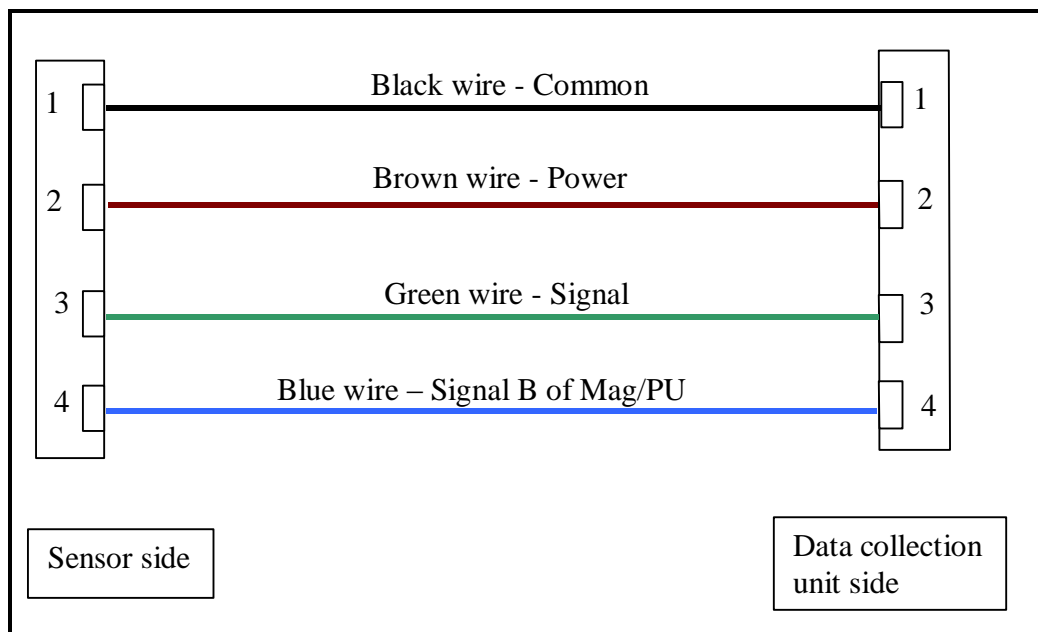 1 Black wire - Common 1
2 Brown wire - Power 2
3 Green wire - Signal 3
4 Blue wire – Signal B of Mag/PU 4
Sensor side
Data collection
unit side